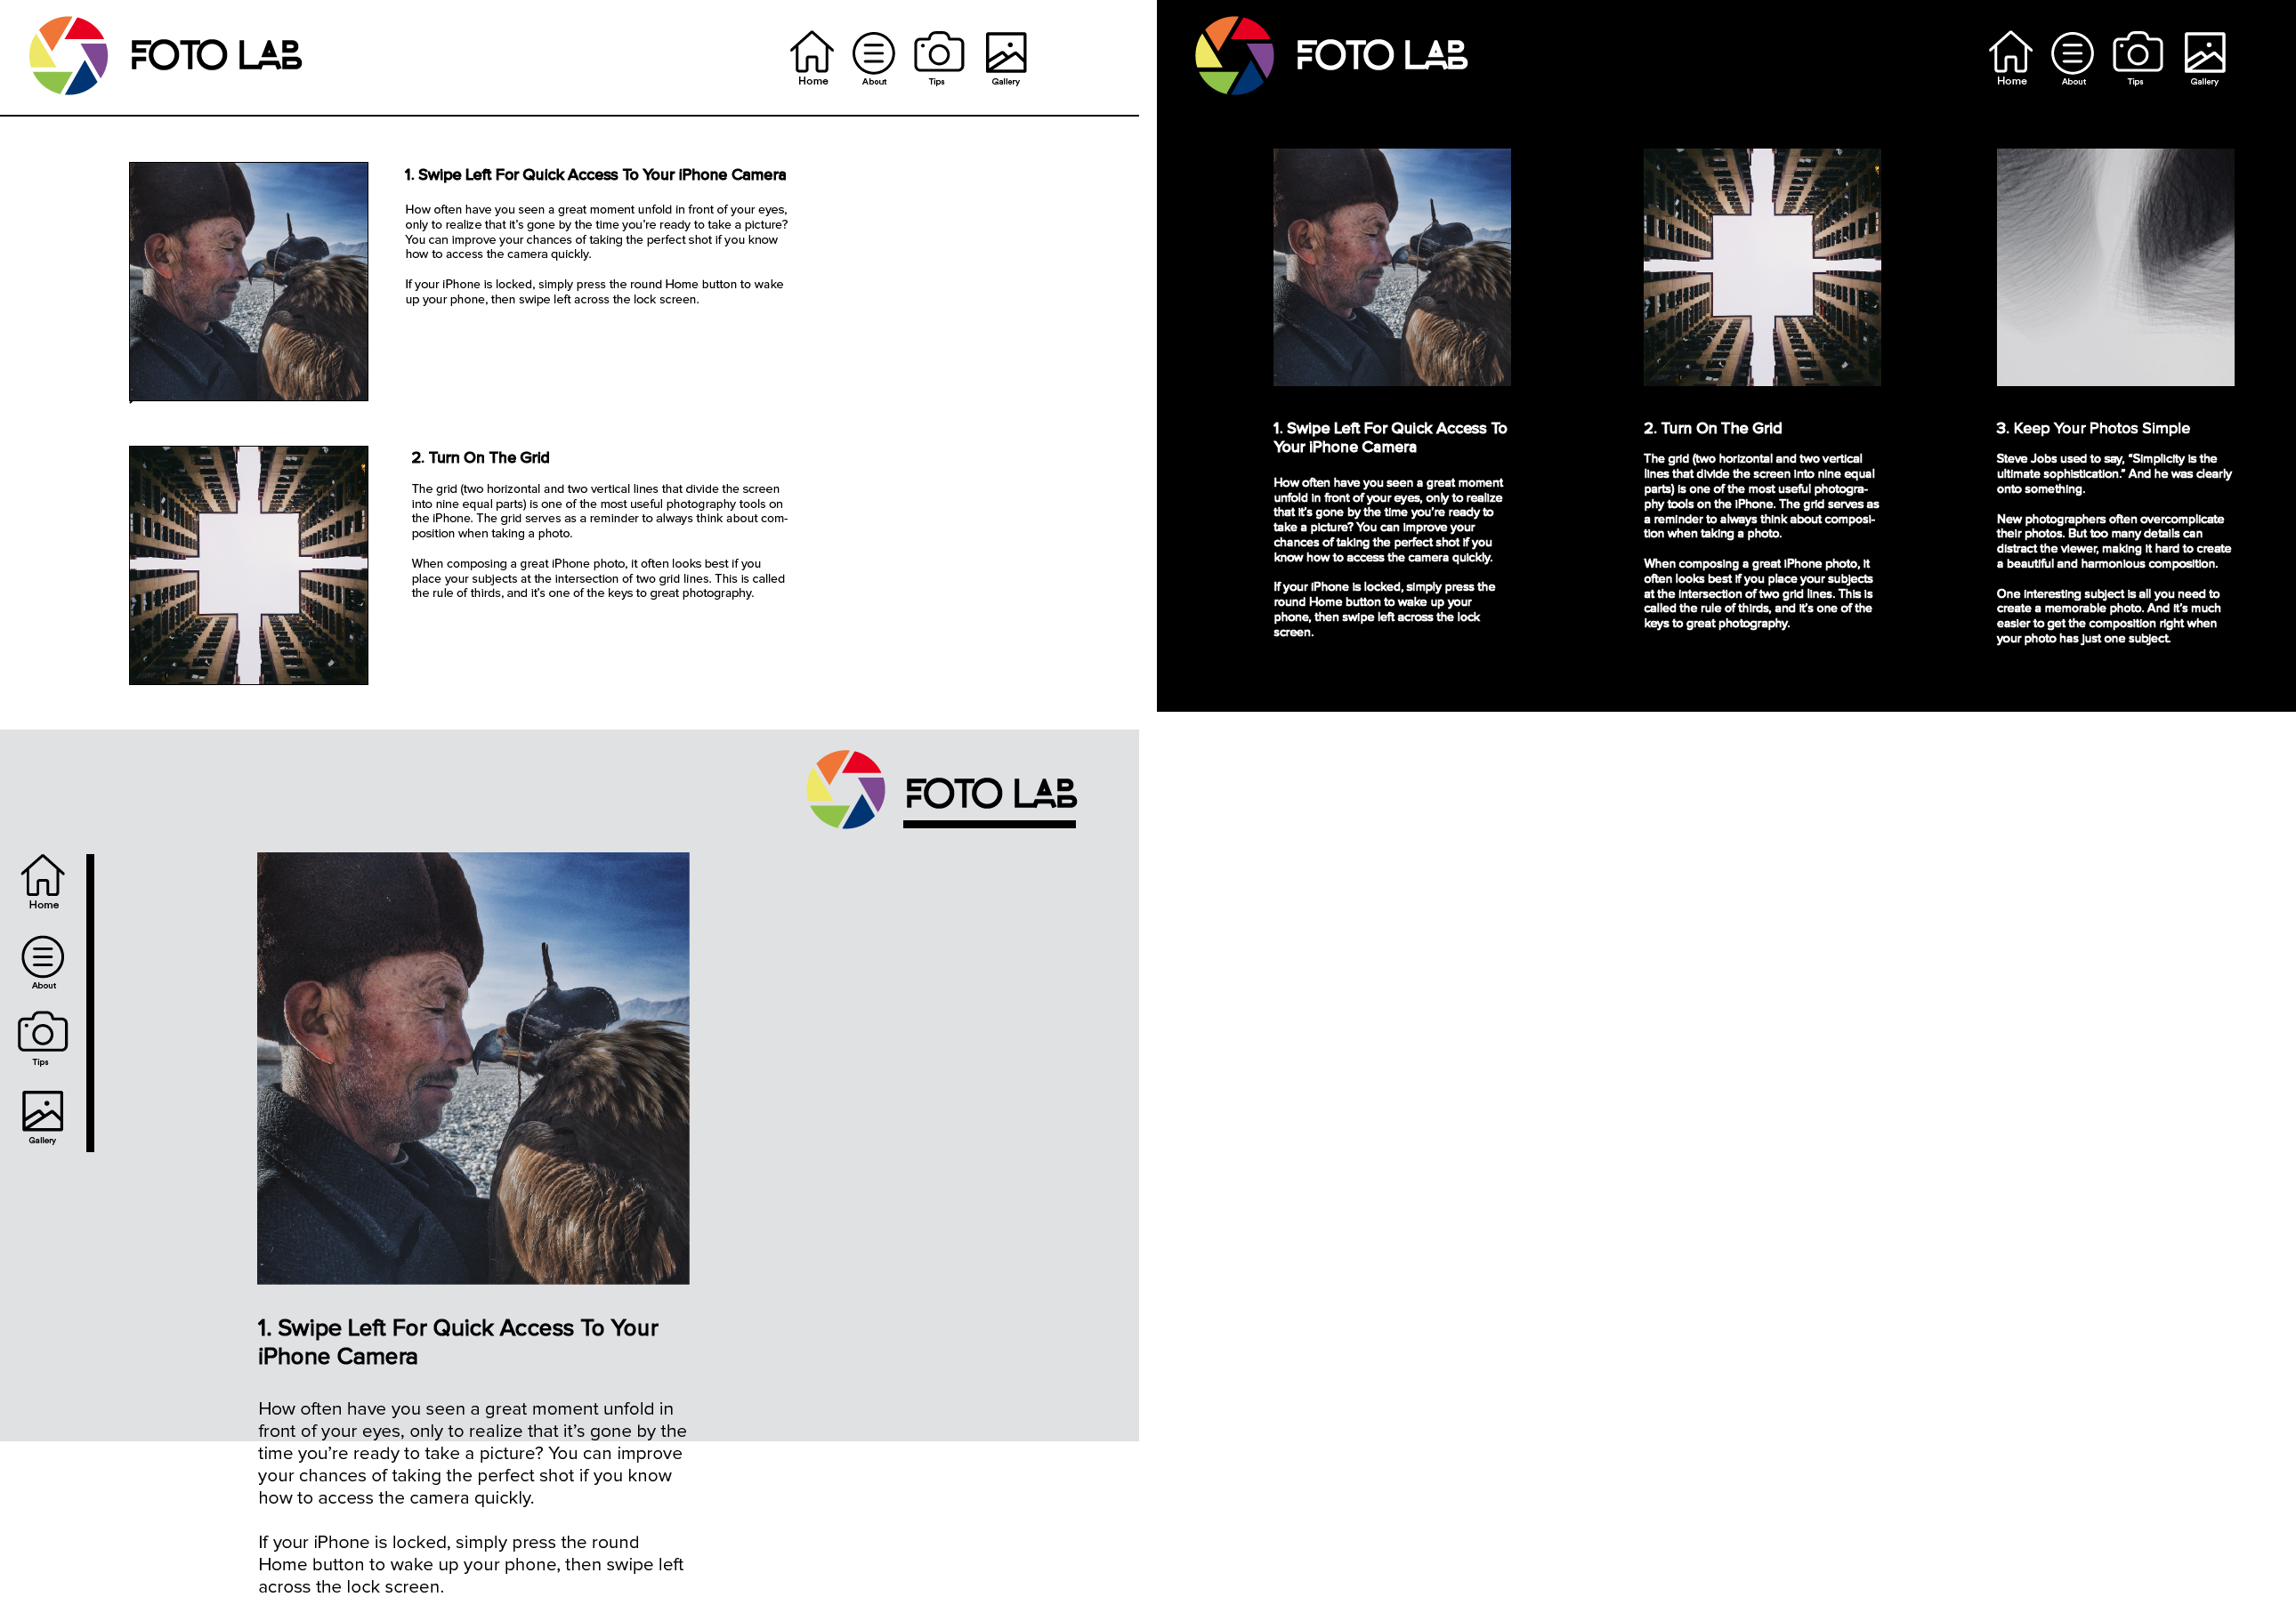 FOTO LAB
Home
About
Tips
Gallery
1. Swipe Left For Quick Access To Your iPhone Camera
How often have you seen a great moment unfold in front of your eyes,
only to realize that it’s gone by the time you’re ready to take a picture?
You can improve your chances of taking the perfect shot if you know
how to access the camera quickly.
If your iPhone is locked, simply press the round Home button to wake
up your phone, then swipe left across the lock screen.
2. Turn On The Grid
The grid (two horizontal and two vertical lines that divide the screen
into nine equal parts) is one of the most useful photography tools on
the iPhone. The grid serves as a reminder to always think about com-
position when taking a photo.
When composing a great iPhone photo, it often looks best if you
place your subjects at the intersection of two grid lines. This is called
the rule of thirds, and it’s one of the keys to great photography.
FOTO LAB
Home
About
Tips
Gallery
1. Swipe Left For Quick Access To
Your iPhone Camera
How often have you seen a great moment
unfold in front of your eyes, only to realize
that it’s gone by the time you’re ready to
take a picture? You can improve your
chances of taking the perfect shot if you
know how to access the camera quickly.
If your iPhone is locked, simply press the
round Home button to wake up your
phone, then swipe left across the lock
screen.
2. Turn On The Grid
The grid (two horizontal and two vertical
lines that divide the screen into nine equal
parts) is one of the most useful photogra-
phy tools on the iPhone. The grid serves as
a reminder to always think about composi-
tion when taking a photo.
When composing a great iPhone photo, it
often looks best if you place your subjects
at the intersection of two grid lines. This is
called the rule of thirds, and it’s one of the
keys to great photography.
3. Keep Your Photos Simple
Steve Jobs used to say, “Simplicity is the
ultimate sophistication.” And he was clearly
onto something.
New photographers often overcomplicate
their photos. But too many details can
distract the viewer, making it hard to create
a beautiful and harmonious composition.
One interesting subject is all you need to
create a memorable photo. And it’s much
easier to get the composition right when
your photo has just one subject.
FOTO LAB
Home
About
Tips
Gallery
1. Swipe Left For Quick Access To Your
iPhone Camera
How often have you seen a great moment unfold in
front of your eyes, only to realize that it’s gone by the
time you’re ready to take a picture? You can improve
your chances of taking the perfect shot if you know
how to access the camera quickly.
If your iPhone is locked, simply press the round
Home button to wake up your phone, then swipe left
across the lock screen.